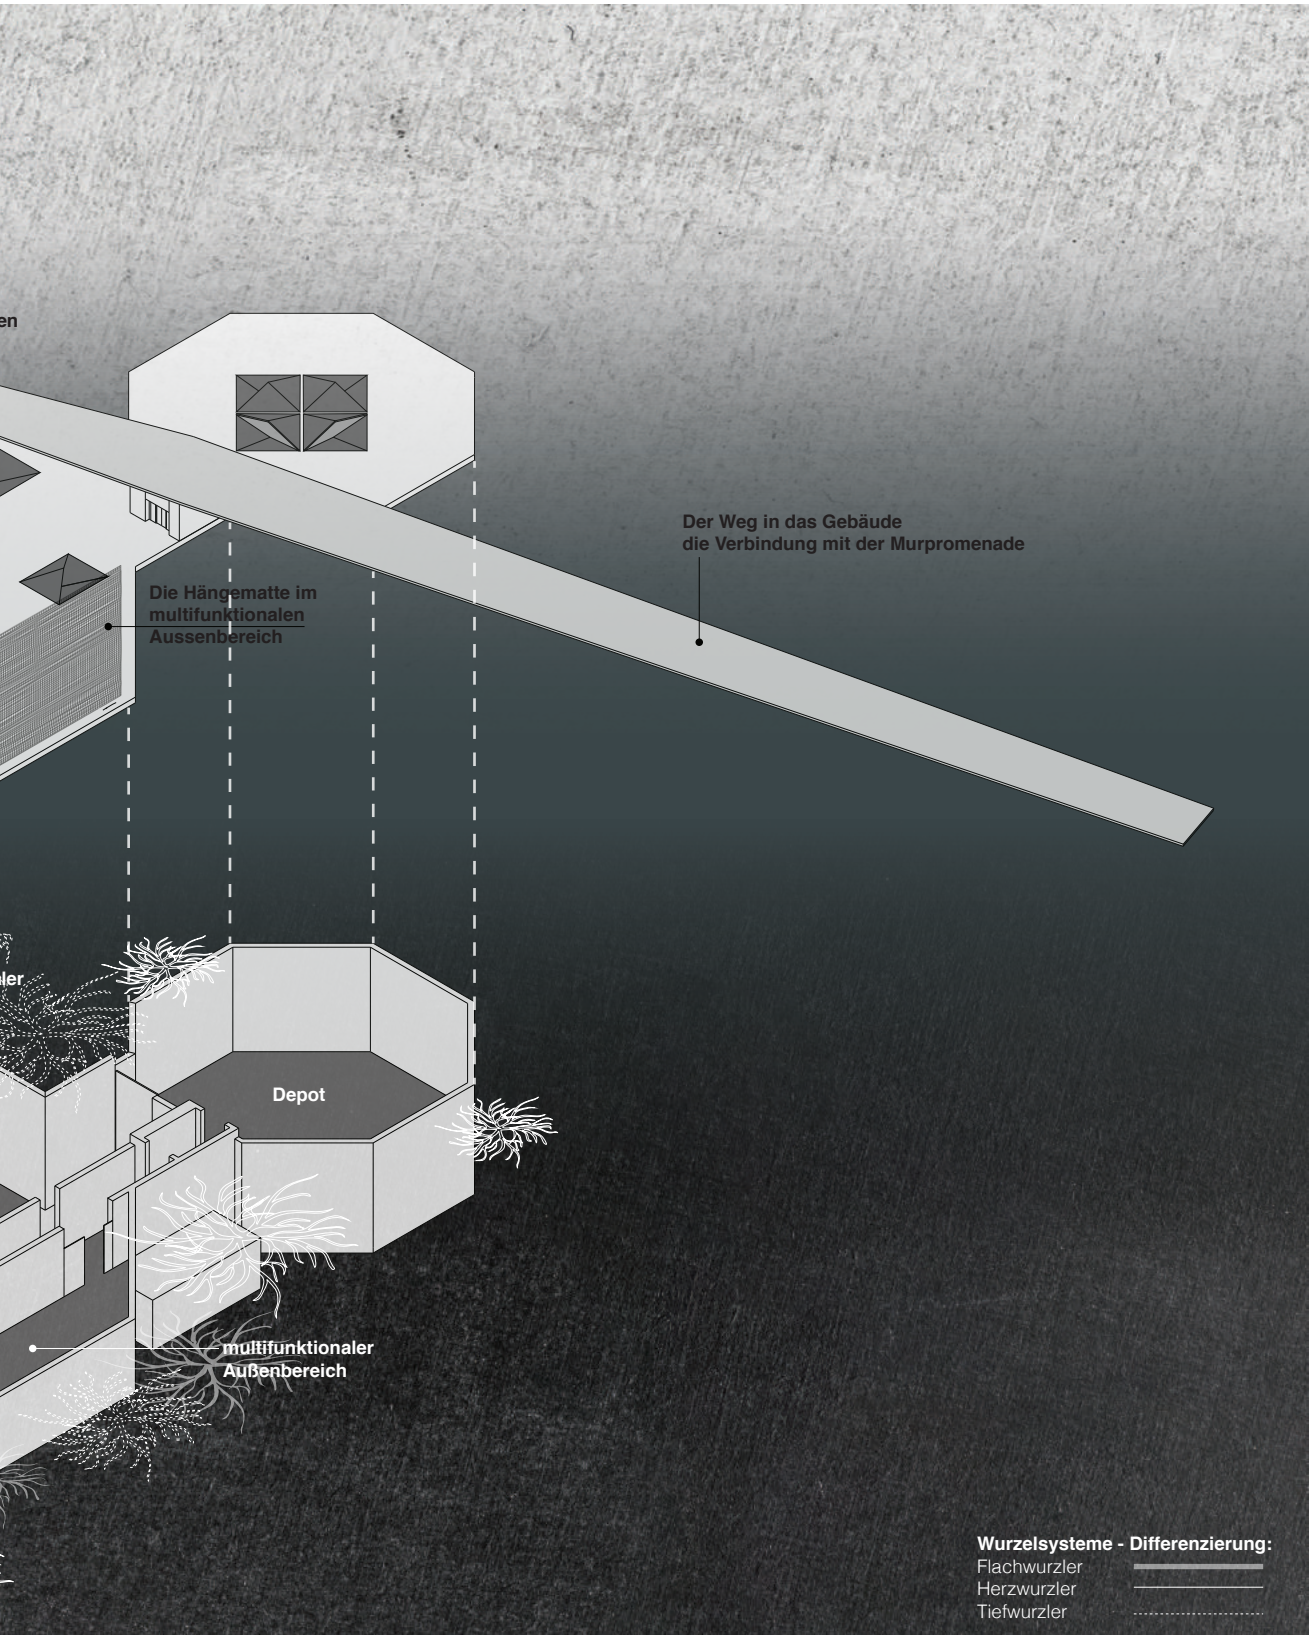 en
Der Weg in das Gebäude
die Verbindung mit der Murpromenade
Die Hängematte im
multifunktionalen
Aussenbereich
ler
Depot
multifunktionaler
Außenbereich
Wurzelsysteme - Differenzierung:
Flachwurzler
Herzwurzler
Tiefwurzler